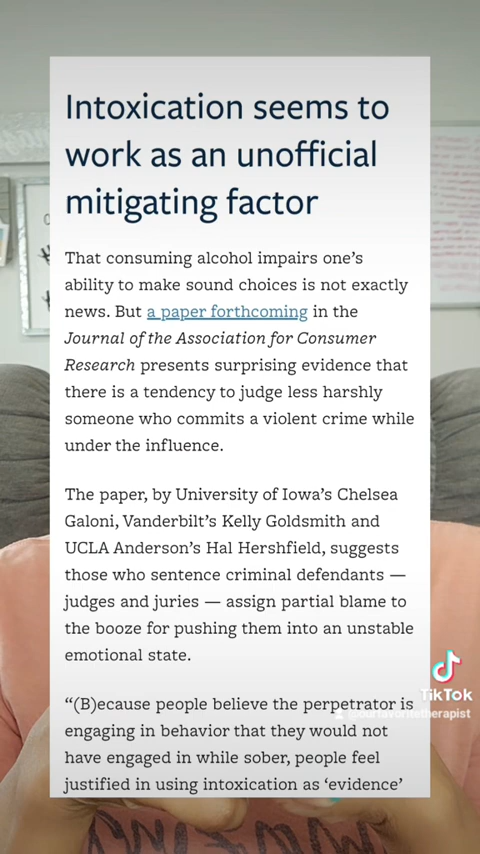 Intoxication seems to
work as an unofficial
mitigating factor
That consuming alcohol impairs one’s
ability to make sound choices is not exactly
news. But a paper forthcoming in the
Journal of the Association for Consumer
Research presents surprising evidence that
there is a tendency to judge less harshly
someone who commits a violent crime while
under the influence.
The paper, by University of Iowa’s Chelsea
Galoni, Vanderbilt’s Kelly Goldsmith and
UCLA Anderson’s Hal Hershfield, suggests
those who sentence criminal defendants —
judges and juries — assign partial blame to
the booze for pushing them into an unstable
emotional state.
“(B)ecause people believe the perpetrator is
engaging in behavior that they would not
have engaged in while sober, people feel
justified in using intoxication as ‘evidence’
TikTok
@ourfavoritetherapist